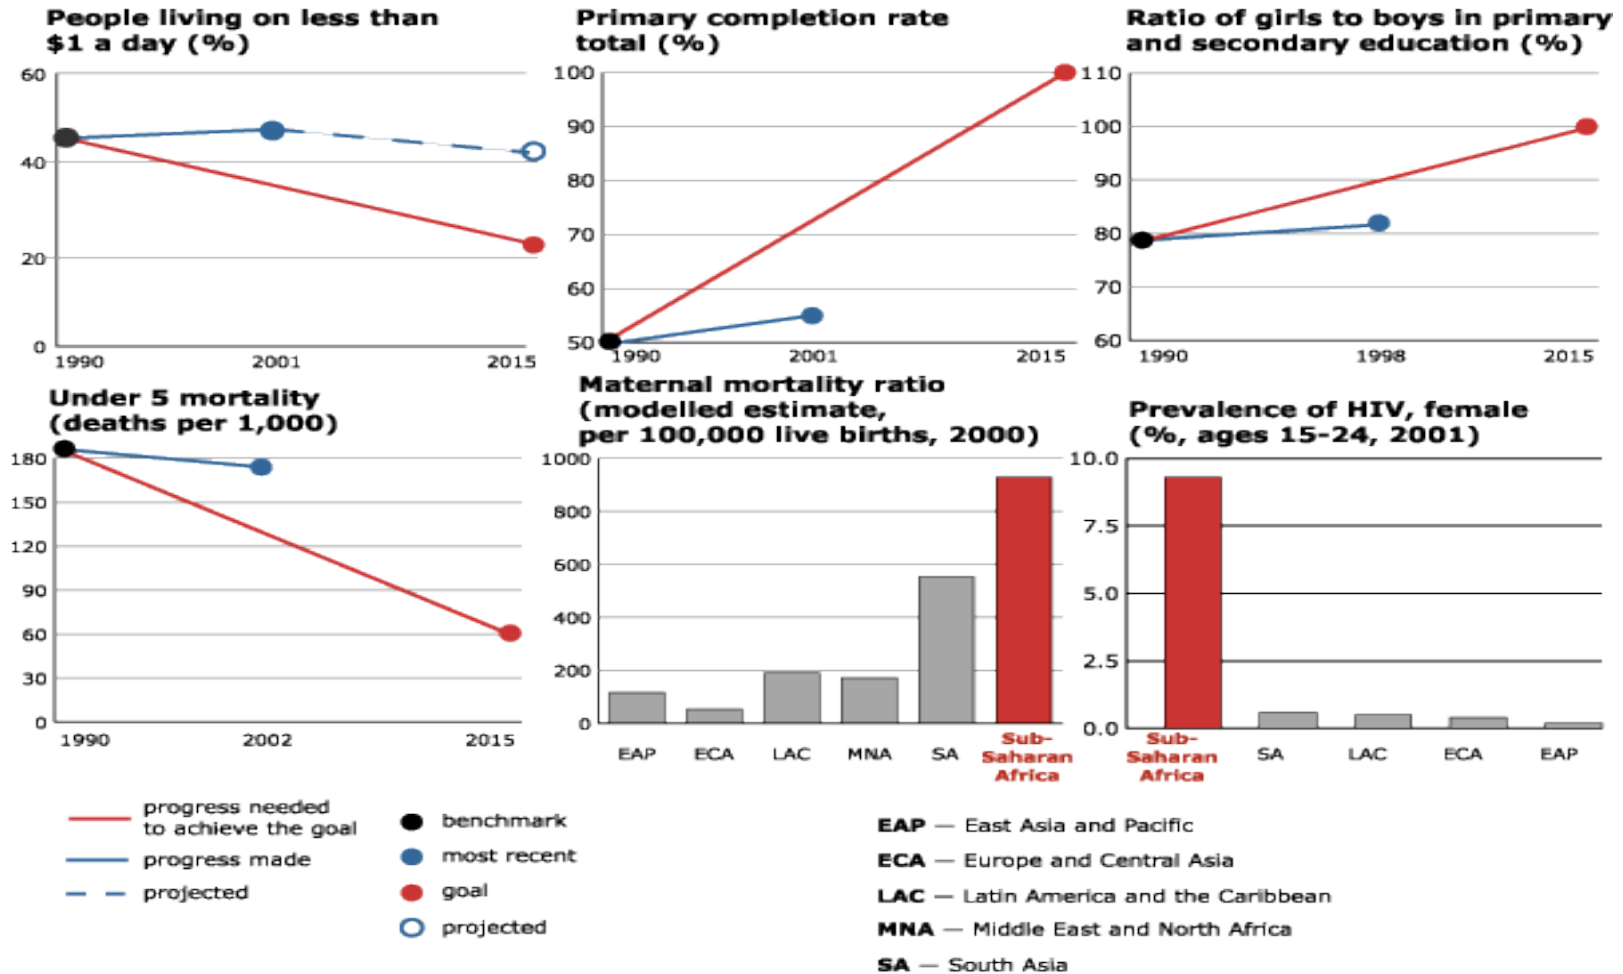 People living on less than
$1 a day (%)
60
40
20
0
1990 2001 2015
Primary completion rate
total (%)
100
90
80
70
60
50
1990 2001 2015
Ratio of girls to boys in primary
and secondary education (%)
110
100
90
80
70
60
1990 1998 2015
Under 5 mortality
(deaths per 1,000)
180
150
120
90
60
30
0
1990 2002 2015
Maternal mortality ratio
(modelled estimate,
per 100,000 live births, 2000)
1000
800
600
400
200
0
EAP ECA LAC MNA SA Sub-
Saharan
Africa
Prevalence of HIV, female
(%, ages 15-24, 2001)
10.0
7.5
5.0
2.5
0.0
Sub-
Saharan
Africa
SA LAC ECA EAP
progress needed
to achieve the goal
progress made
projected
benchmark
most recent
goal
projected
EAP — East Asia and Pacific
ECA — Europe and Central Asia
LAC — Latin America and the Caribbean
MNA — Middle East and North Africa
SA — South Asia